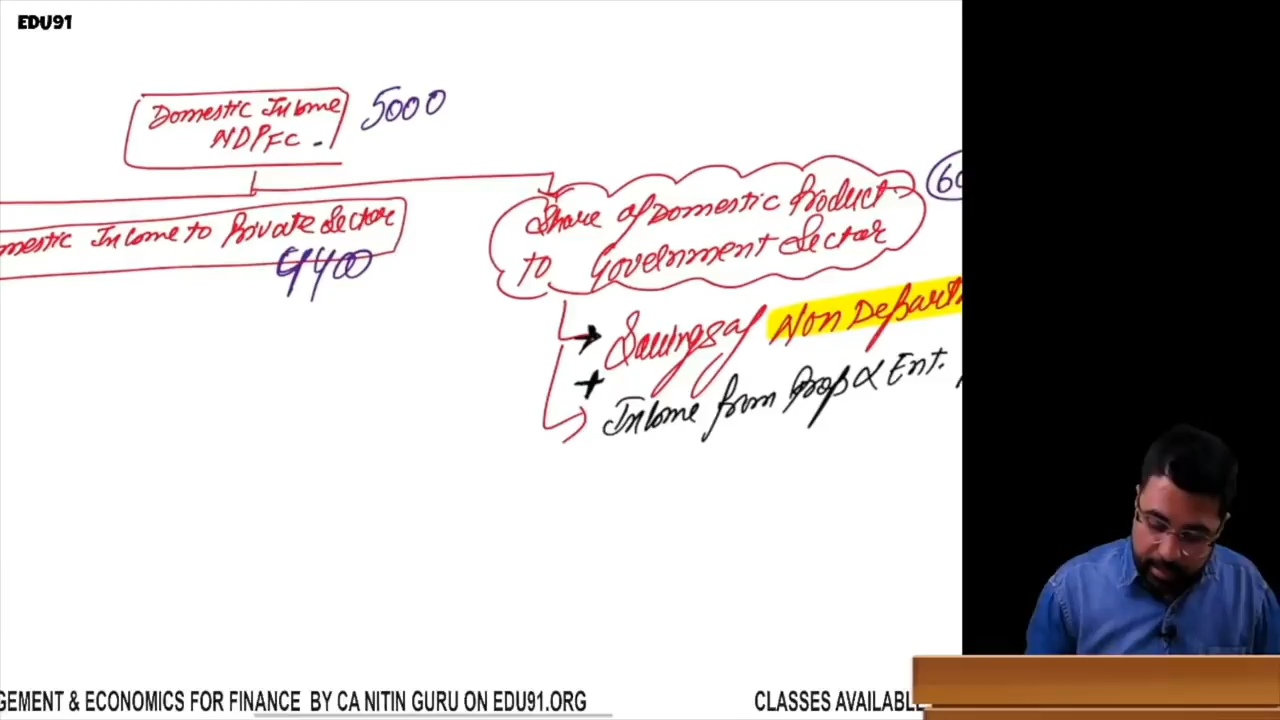 EDU91
Domestic Income
NDPFC
5000
mestic Income to Private Sector
4400
Share of Domestic Product
to Government Sector
60
Savings of Non Depart
+
Income from Prop & Ent.
GEMENT & ECONOMICS FOR FINANCE BY CA NITIN GURU ON EDU91.ORG
CLASSES AVAILABLE